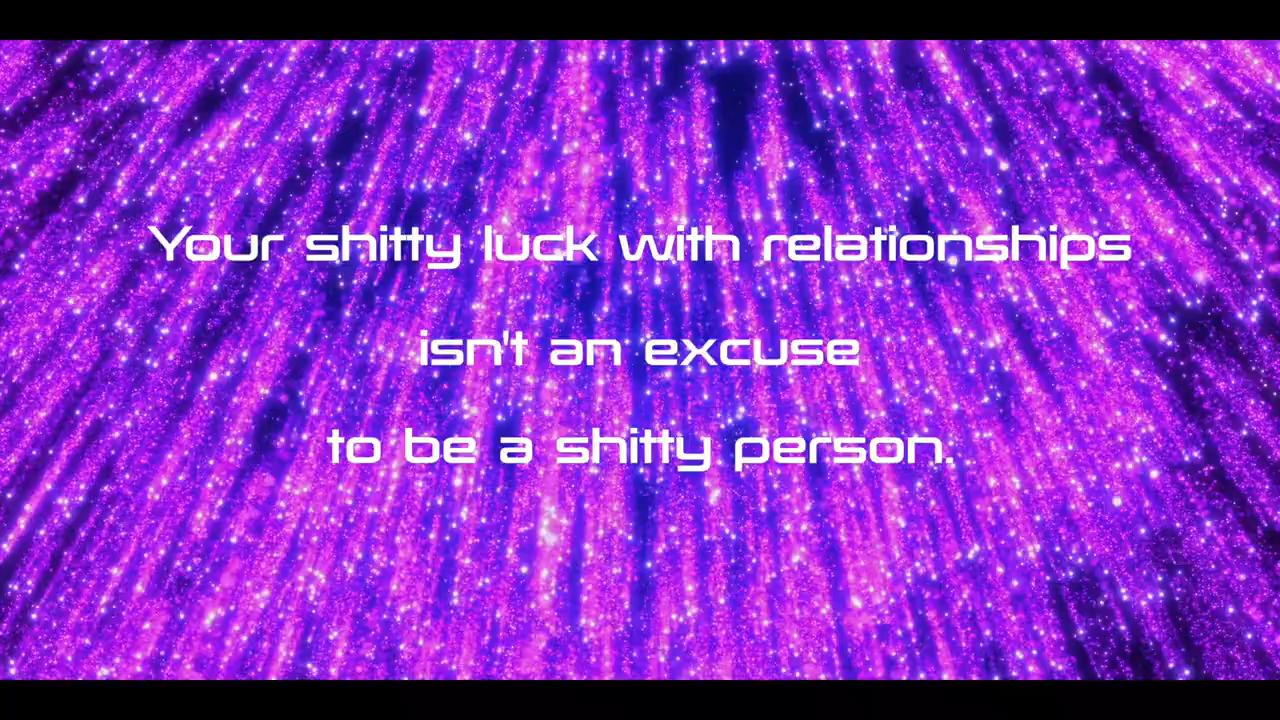 Your shitty luck with relationships
isn't an excuse
to be a shitty person.